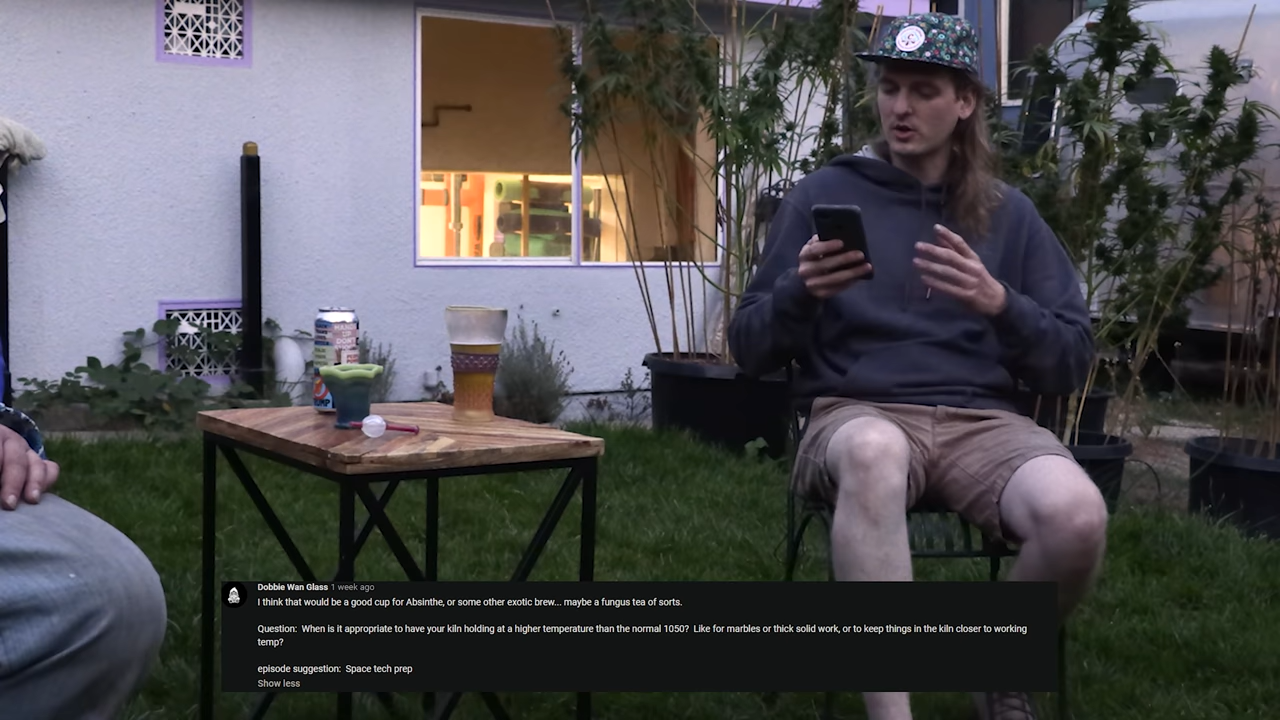 HANDS
UP
DON'T
Dobbie Wan Glass 1 week ago
I think that would be a good cup for Absinthe, or some other exotic brew... maybe a fungus tea of sorts.
Question:  When is it appropriate to have your kiln holding at a higher temperature than the normal 1050?  Like for marbles or thick solid work, or to keep things in the kiln closer to working
temp?
episode suggestion:  Space tech prep
Show less